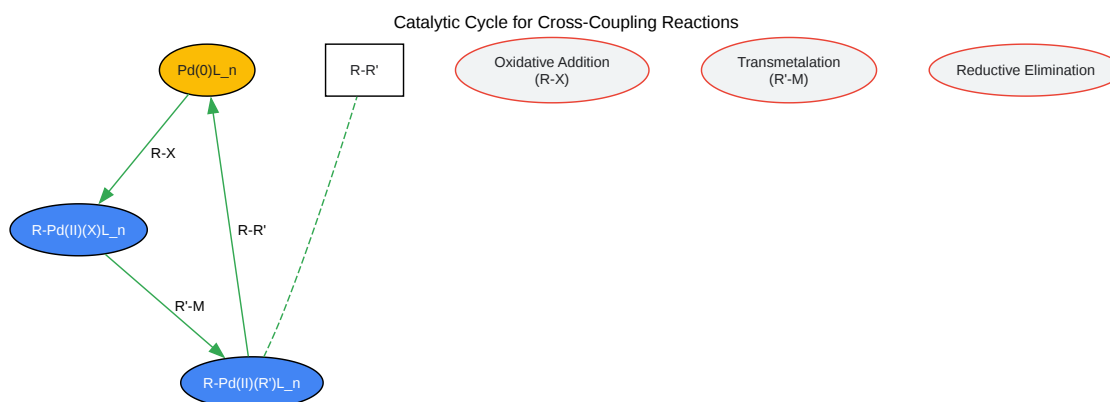 Catalytic Cycle for Cross-Coupling Reactions
Pd(0)L_n
R-R'
Oxidative Addition
(R-X)
Transmetalation
(R'-M)
Reductive Elimination
R-X
R-Pd(II)(X)L_n
R-R'
R'-M
R-Pd(II)(R')L_n